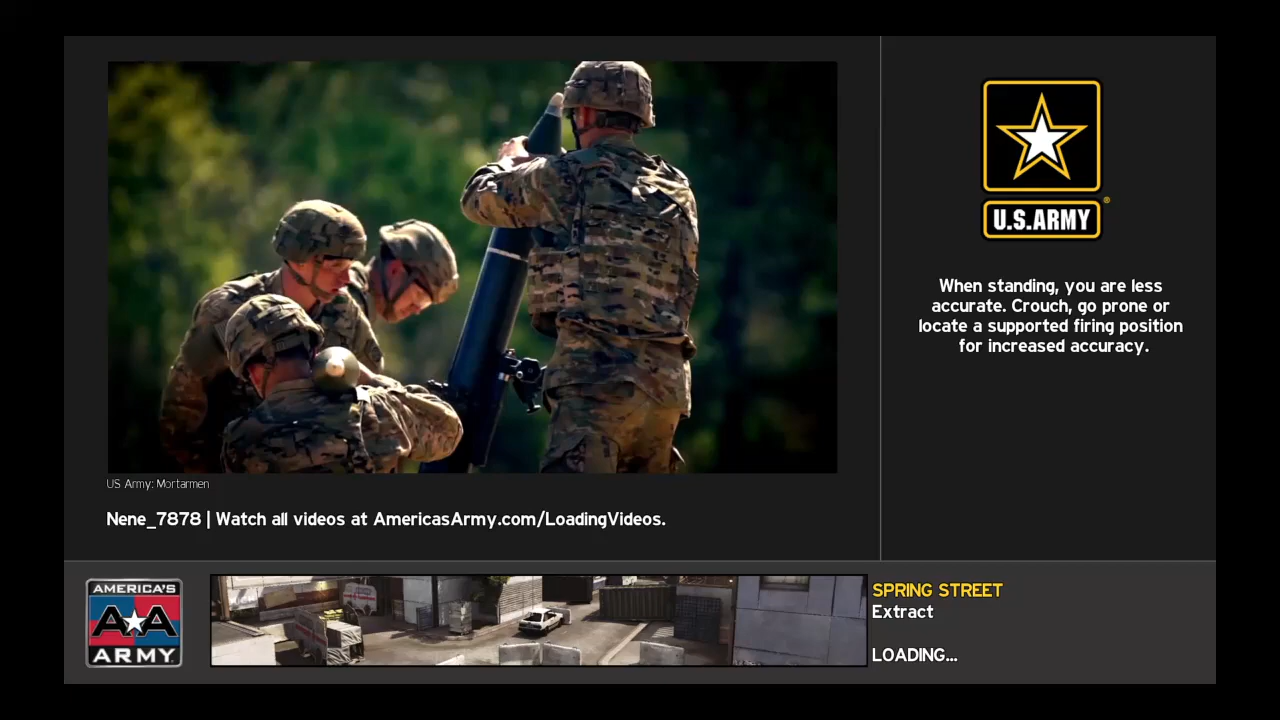 U.S.ARMY
®
When standing, you are less
accurate. Crouch, go prone or
locate a supported firing position
for increased accuracy.
US Army: Mortarmen
Nene_7878 | Watch all videos at AmericasArmy.com/LoadingVideos.
AMERICA'S
AA
ARMY
SPRING STREET
Extract
LOADING...